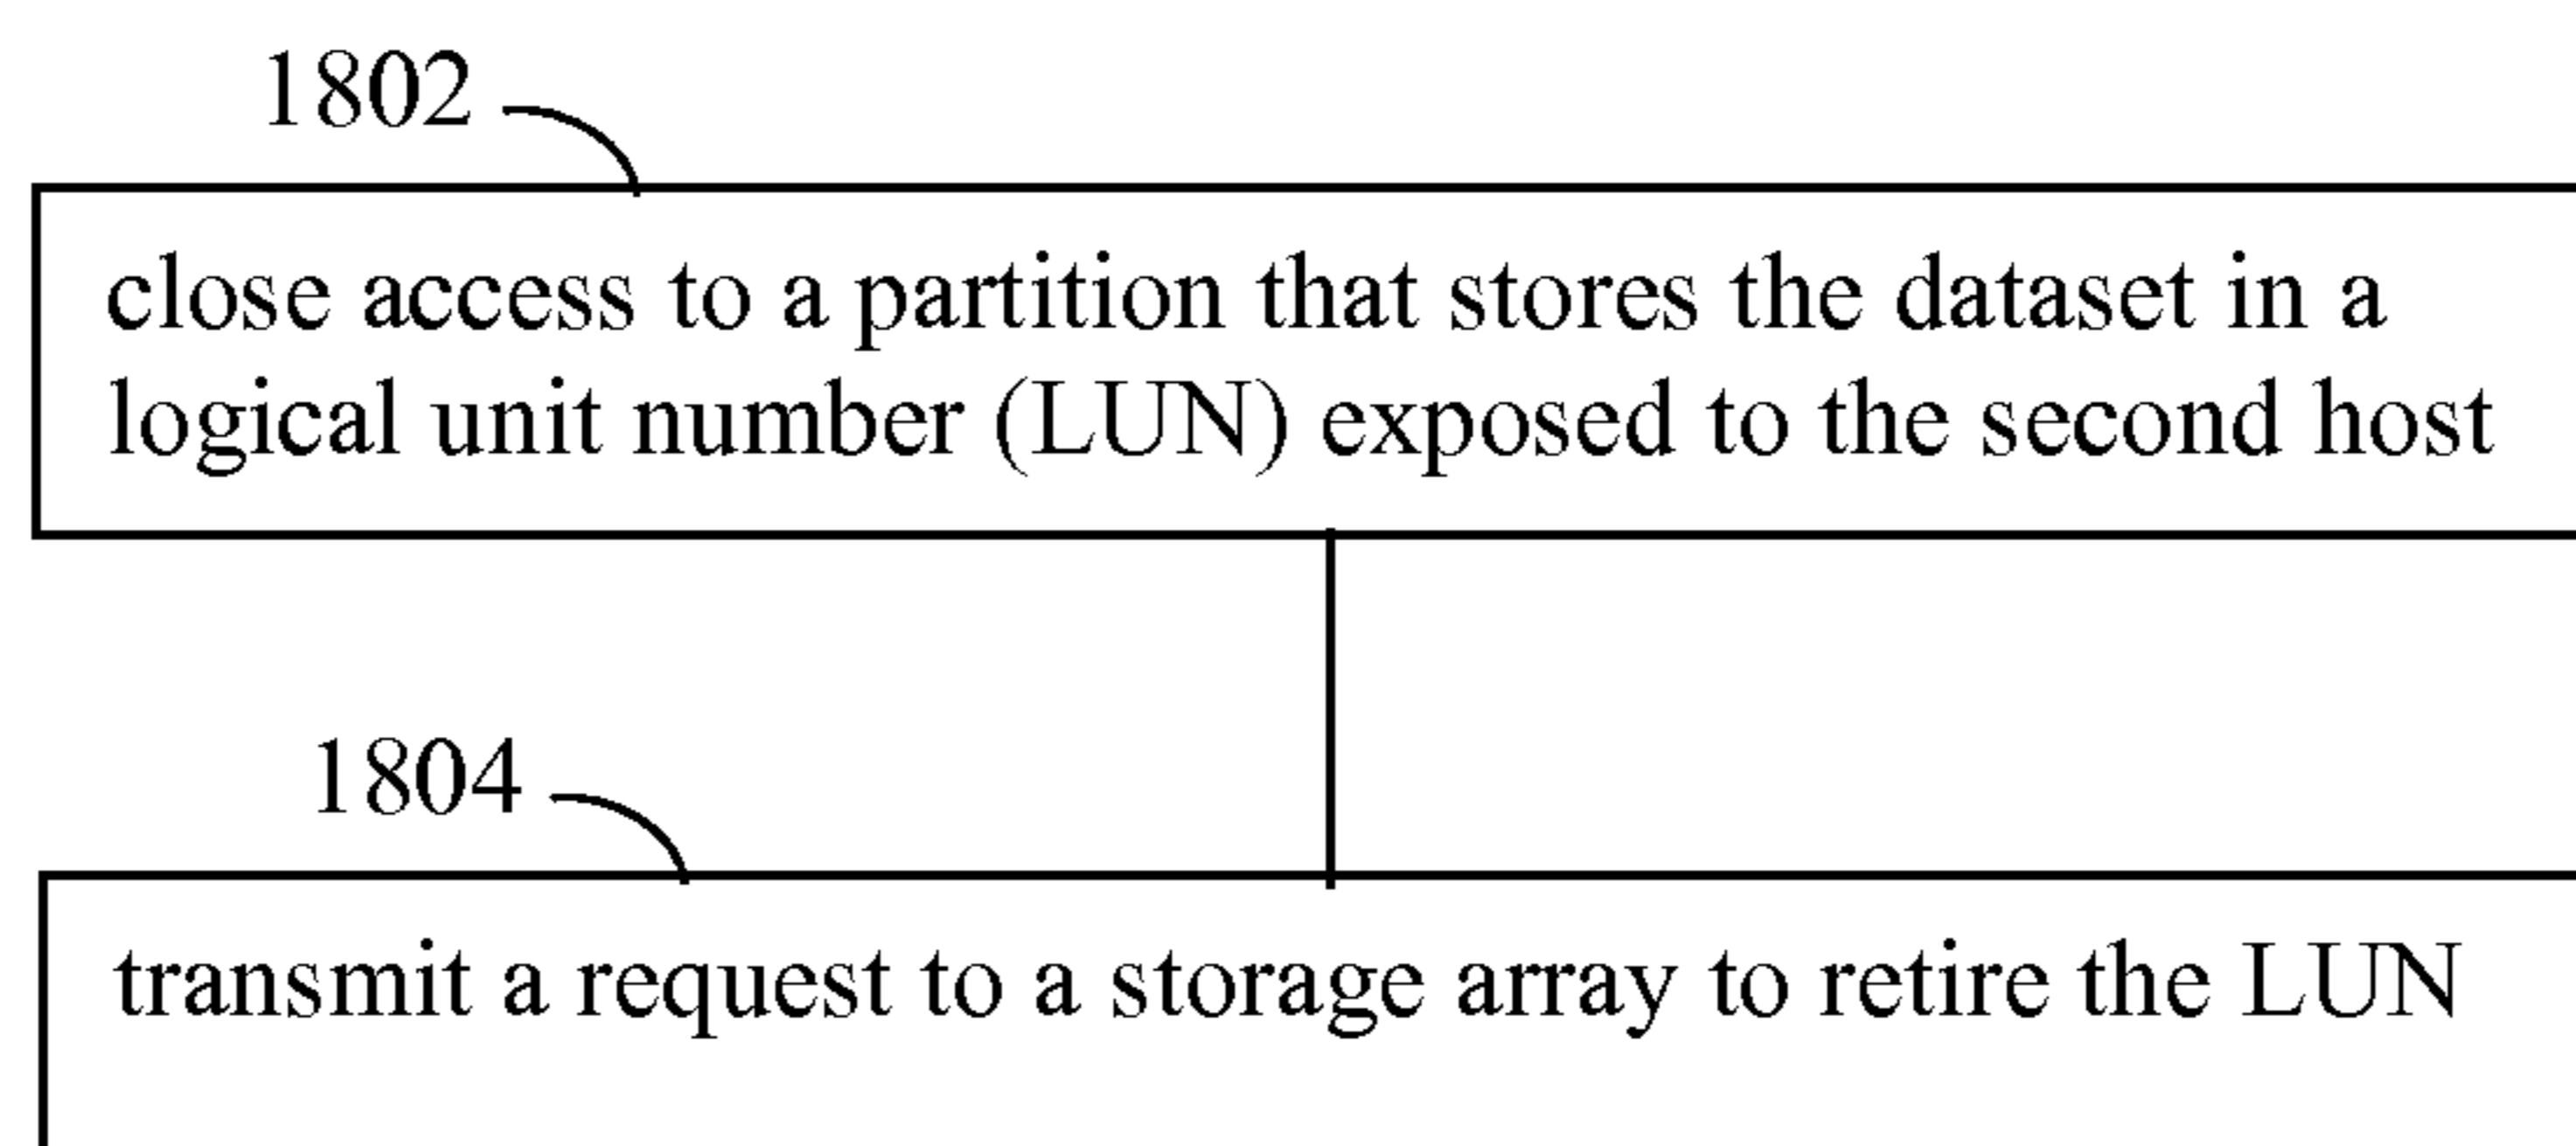 1802
close access to a partition that stores the dataset in a
logical unit number (LUN) exposed to the second host
1804
transmit a request to a storage array to retire the LUN